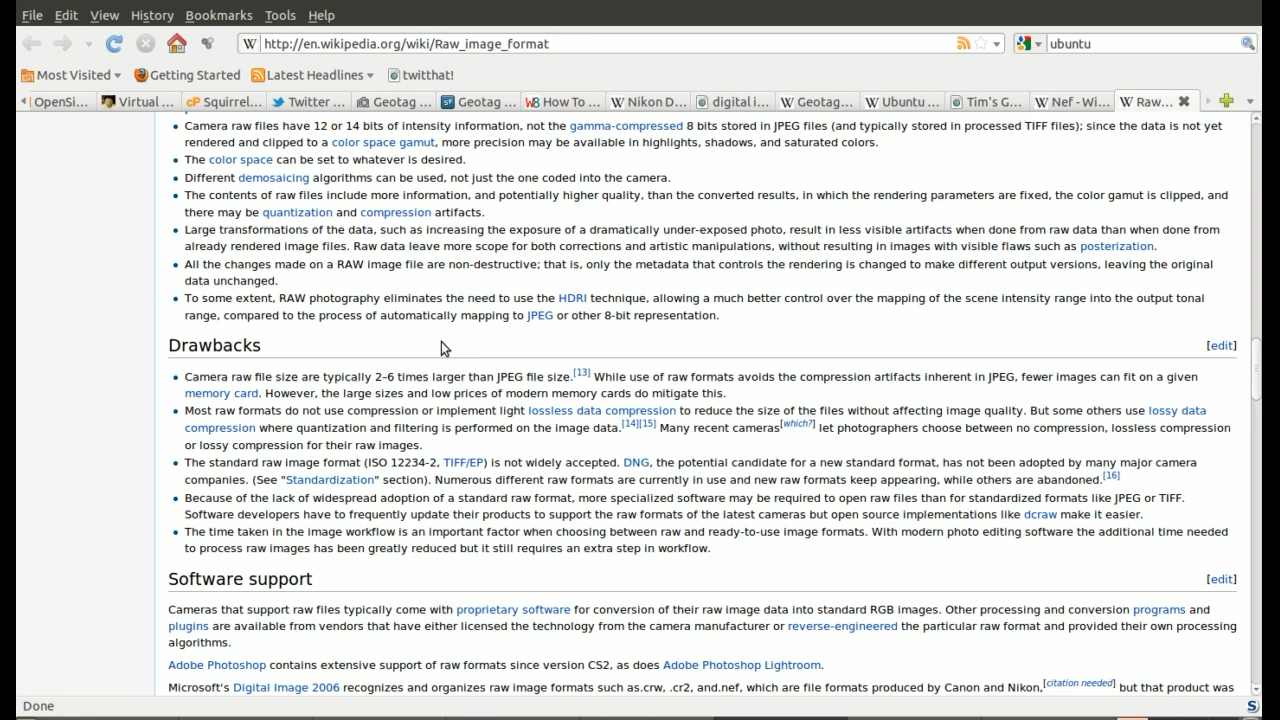 File Edit View History Bookmarks Tools Help
W http://en.wikipedia.org/wiki/Raw_image_format
ubuntu
Most Visited Getting Started Latest Headlines twitthat!
OpenSi... Virtual ... cP Squirrel... Twitter ... Geotag ... SF Geotag ... W8 How To ... W Nikon D... digital i... W Geotag... W Ubuntu ... Tim's G... W Nef - Wi... W Raw...
• Camera raw files have 12 or 14 bits of intensity information, not the gamma-compressed 8 bits stored in JPEG files (and typically stored in processed TIFF files); since the data is not yet
rendered and clipped to a color space gamut, more precision may be available in highlights, shadows, and saturated colors.
• The color space can be set to whatever is desired.
• Different demosaicing algorithms can be used, not just the one coded into the camera.
• The contents of raw files include more information, and potentially higher quality, than the converted results, in which the rendering parameters are fixed, the color gamut is clipped, and
there may be quantization and compression artifacts.
• Large transformations of the data, such as increasing the exposure of a dramatically under-exposed photo, result in less visible artifacts when done from raw data than when done from
already rendered image files. Raw data leave more scope for both corrections and artistic manipulations, without resulting in images with visible flaws such as posterization.
• All the changes made on a RAW image file are non-destructive; that is, only the metadata that controls the rendering is changed to make different output versions, leaving the original
data unchanged.
• To some extent, RAW photography eliminates the need to use the HDRI technique, allowing a much better control over the mapping of the scene intensity range into the output tonal
range, compared to the process of automatically mapping to JPEG or other 8-bit representation.
Drawbacks [edit]
• Camera raw file size are typically 2–6 times larger than JPEG file size.[13] While use of raw formats avoids the compression artifacts inherent in JPEG, fewer images can fit on a given
memory card. However, the large sizes and low prices of modern memory cards do mitigate this.
• Most raw formats do not use compression or implement light lossless data compression to reduce the size of the files without affecting image quality. But some others use lossy data
compression where quantization and filtering is performed on the image data.[14][15] Many recent cameras[which?] let photographers choose between no compression, lossless compression
or lossy compression for their raw images.
• The standard raw image format (ISO 12234-2, TIFF/EP) is not widely accepted. DNG, the potential candidate for a new standard format, has not been adopted by many major camera
companies. (See "Standardization" section). Numerous different raw formats are currently in use and new raw formats keep appearing, while others are abandoned.[16]
• Because of the lack of widespread adoption of a standard raw format, more specialized software may be required to open raw files than for standardized formats like JPEG or TIFF.
Software developers have to frequently update their products to support the raw formats of the latest cameras but open source implementations like dcraw make it easier.
• The time taken in the image workflow is an important factor when choosing between raw and ready-to-use image formats. With modern photo editing software the additional time needed
to process raw images has been greatly reduced but it still requires an extra step in workflow.
Software support [edit]
Cameras that support raw files typically come with proprietary software for conversion of their raw image data into standard RGB images. Other processing and conversion programs and
plugins are available from vendors that have either licensed the technology from the camera manufacturer or reverse-engineered the particular raw format and provided their own processing
algorithms.
Adobe Photoshop contains extensive support of raw formats since version CS2, as does Adobe Photoshop Lightroom.
Microsoft's Digital Image 2006 recognizes and organizes raw image formats such as.crw, .cr2, and.nef, which are file formats produced by Canon and Nikon,[citation needed] but that product was
Done